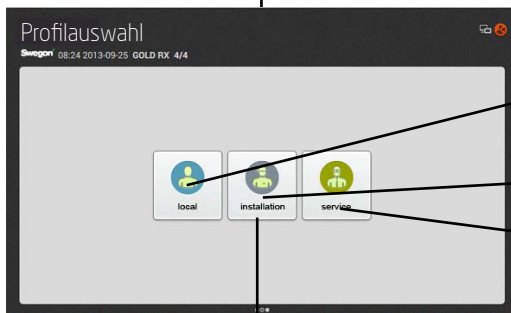 Profilauswahl
Swegon 08:24 2013-09-25 GOLD RX 4/4
local installation service